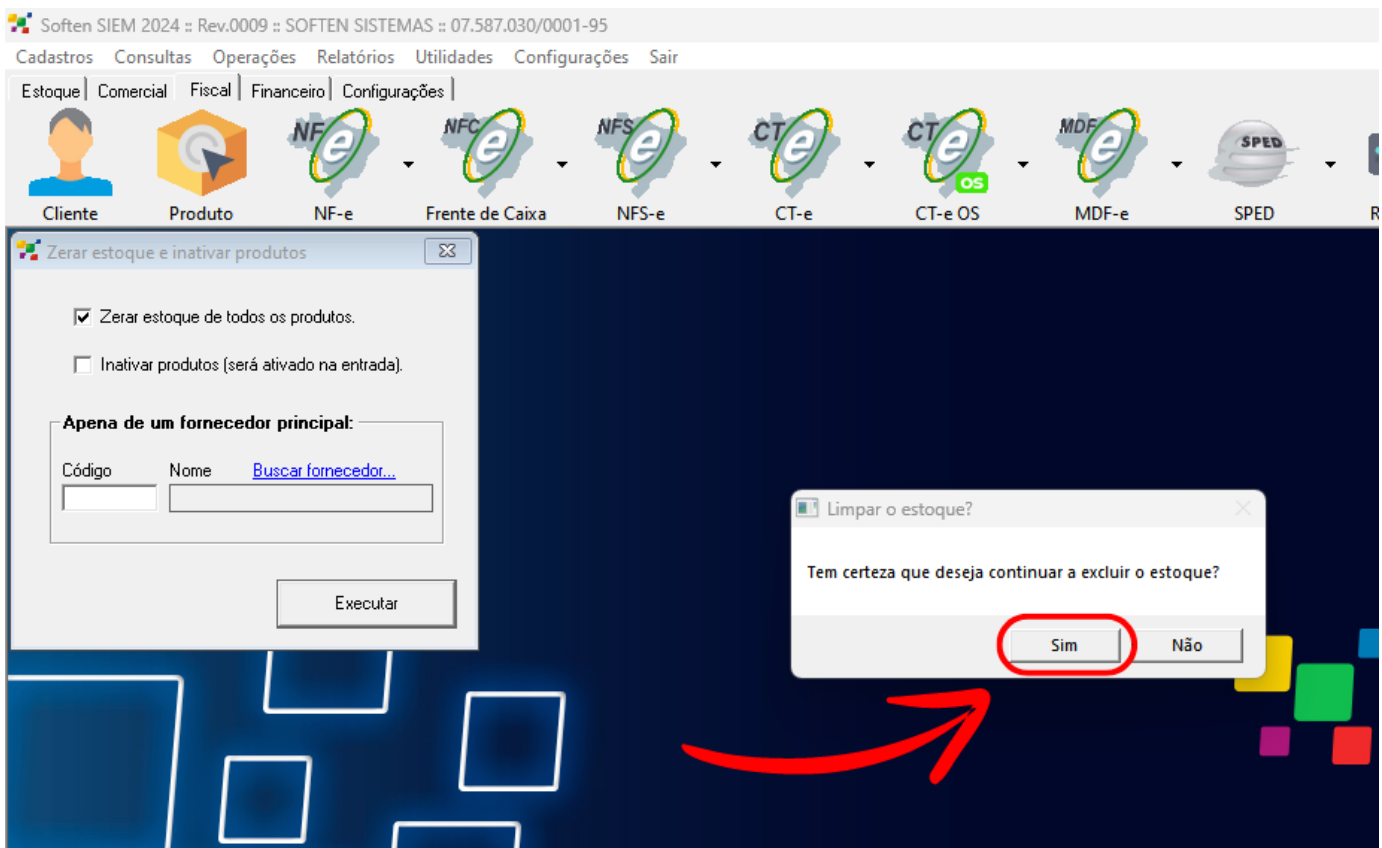 Soften SIEM 2024 :: Rev.0009 :: SOFTEN SISTEMAS :: 07.587.030/0001-95
Cadastros Consultas Operações Relatórios Utilidades Configurações Sair
Estoque Comercial Fiscal Financeiro Configurações
NF e NFC e NFS e CT e CT e OS MDF e SPED
Cliente Produto NF-e Frente de Caixa NFS-e CT-e CT-e OS MDF-e SPED R
Zerar estoque e inativar produtos
Zerar estoque de todos os produtos.
Inativar produtos (será ativado na entrada).
Apena de um fornecedor principal:
Código Nome Buscar fornecedor...
Executar
Limpar o estoque?
Tem certeza que deseja continuar a excluir o estoque?
Sim Não